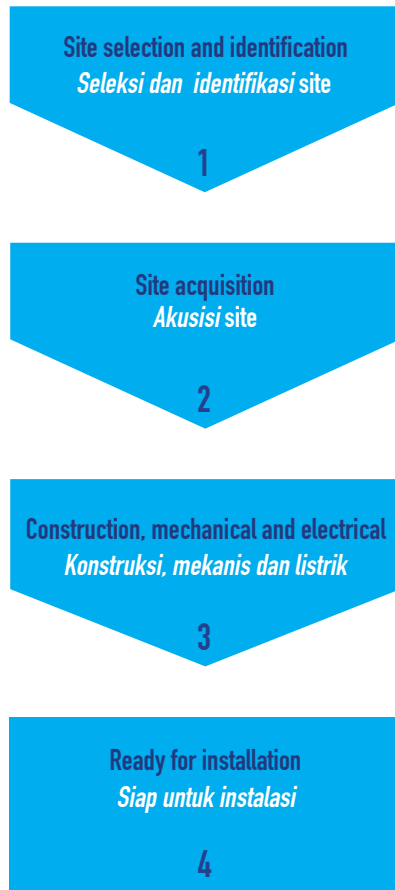 Site selection and identification
Seleksi dan identifikasi site
1
Site acquisition
Akusisi site
2
Construction, mechanical and electrical
Konstruksi, mekanis dan listrik
3
Ready for installation
Siap untuk instalasi
4